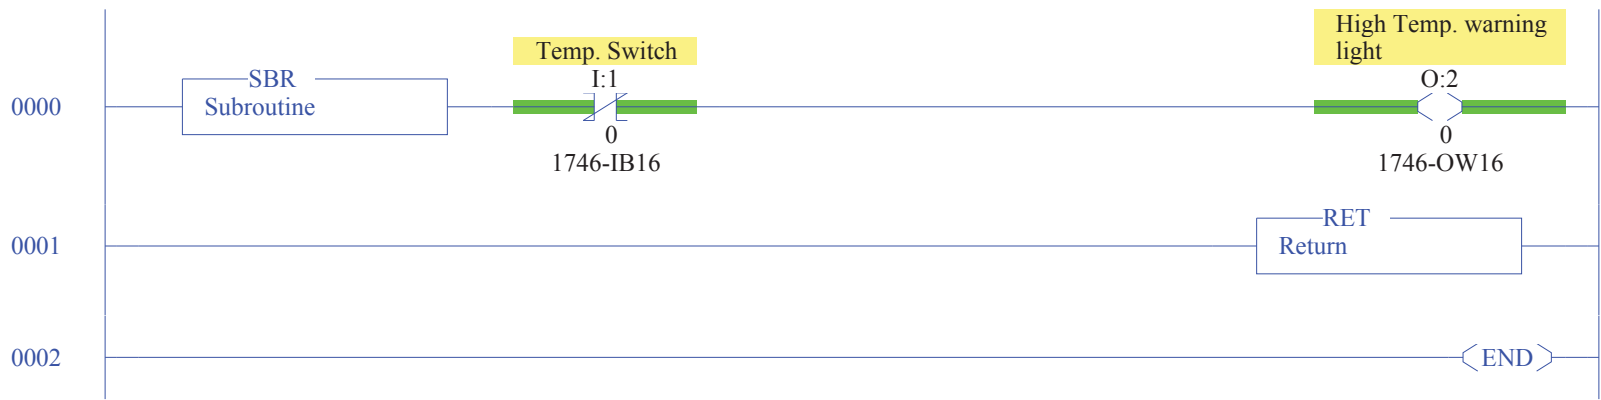 High Temp. warning
light
Temp. Switch
SBR
I:1
O:2
0000
Subroutine
0
0
1746-IB16
1746-OW16
RET
0001
Return
0002
END